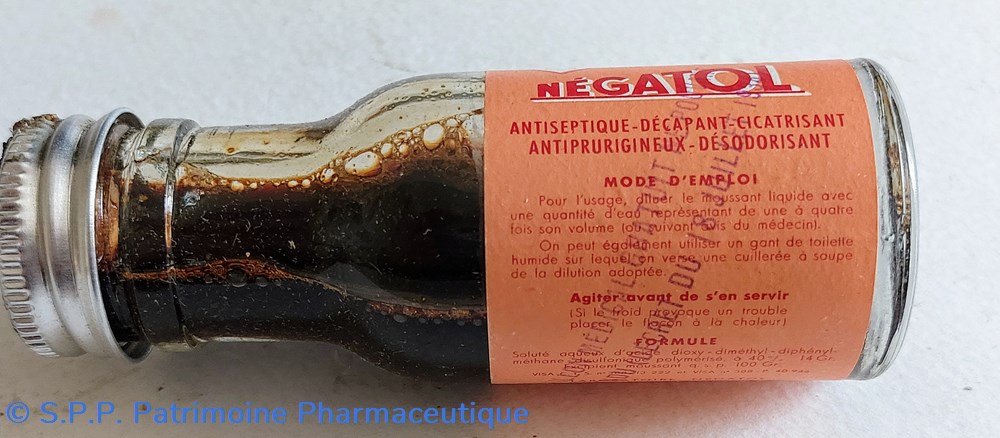 NÉGATOL
ANTISEPTIQUE-DÉCAPANT-CICATRISANT
ANTIPRURIGINEUX-DÉSODORISANT
MODE D'EMPLOI
Pour l'usage, diluer le moussant liquide avec
une quantité d'eau représentant de une à quatre
fois son volume (ou suivant avis du médecin).
On peut également utiliser un gant de toilette
humide sur lequel on verse une cuillerée à soupe
de la dilution adoptée.
Agiter avant de s'en servir
(Si le froid provoque un trouble
placer le flacon à la chaleur)
FORMULE
Soluté aqueux d'acide dioxy-diméthyl-diphényl-
méthane disulfonique polymérisé, à 40 %, 14 Gr.
Excipient moussant q. s. p. 100 Gr.
VISA
DU 18 JUILLET
© S.P.P. Patrimoine Pharmaceutique